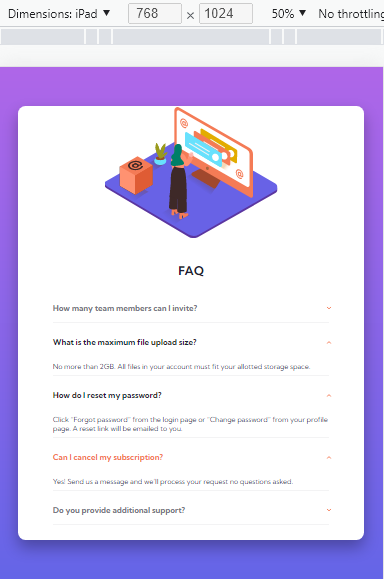 Dimensions: iPad ▼ 768 × 1024 50% ▼ No throttling
FAQ
How many team members can I invite?
What is the maximum file upload size?
No more than 2GB. All files in your account must fit your allotted storage space.
How do I reset my password?
Click "Forgot password" from the login page or "Change password" from your profile
page. A reset link will be emailed to you.
Can I cancel my subscription?
Yes! Send us a message and we'll process your request no questions asked.
Do you provide additional support?